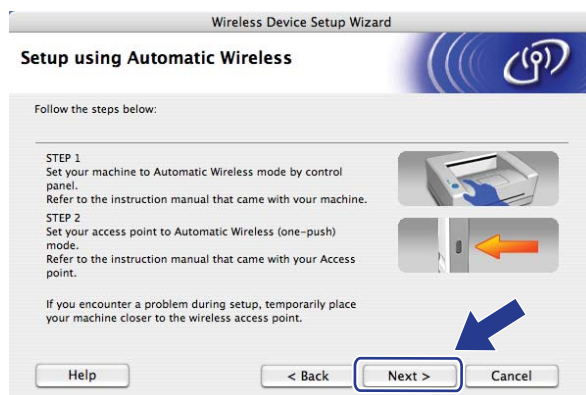 Wireless Device Setup Wizard
Setup using Automatic Wireless
Follow the steps below:
STEP 1
Set your machine to Automatic Wireless mode by control
panel.
Refer to the instruction manual that came with your machine.
STEP 2
Set your access point to Automatic Wireless (one-push)
mode.
Refer to the instruction manual that came with your Access
point.
If you encounter a problem during setup, temporarily place
your machine closer to the wireless access point.
Help
< Back
Next >
Cancel